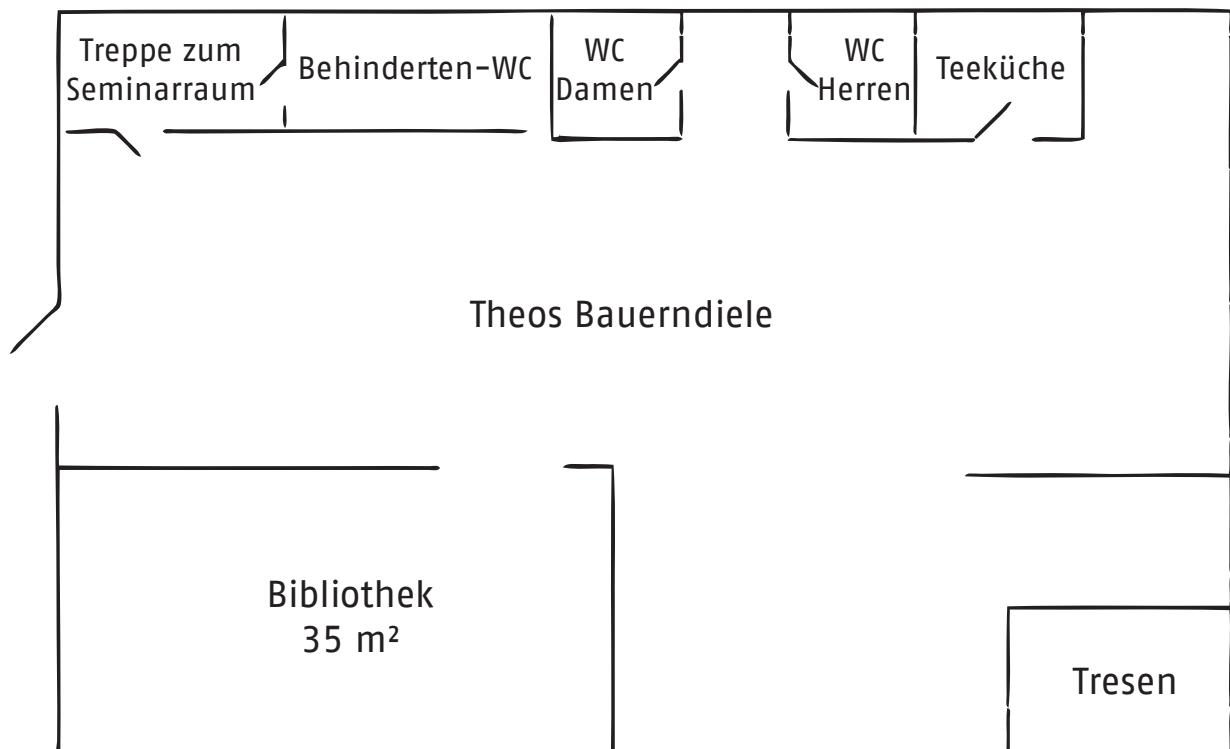 Treppe zum
Seminarraum
Behinderten-WC
WC
Damen
WC
Herren
Teeküche
Theos Bauerndiele
Bibliothek
35 m²
Tresen